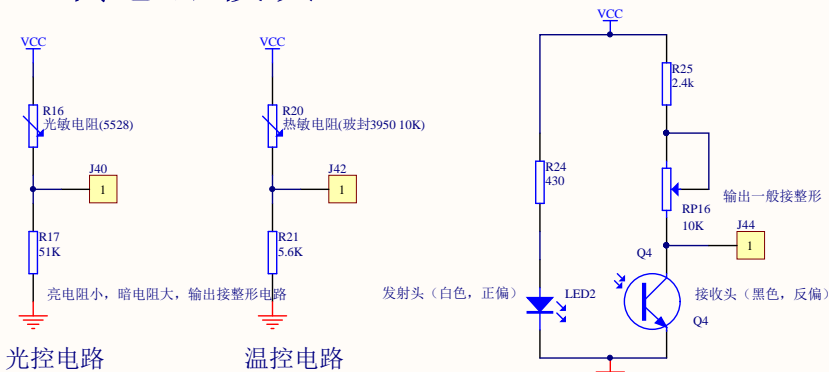 VCC
R16
光敏电阻(5528)
J40
1
R17
51K
亮电阻小，暗电阻大，输出接整形电路
光控电路
VCC
R20
热敏电阻(玻封3950 10K)
J42
1
R21
5.6K
温控电路
VCC
R25
2.4k
R24
430
RP16
10K
输出一般接整形
J44
1
Q4
发射头（白色，正偏）
LED2
接收头（黑色，反偏）
Q4